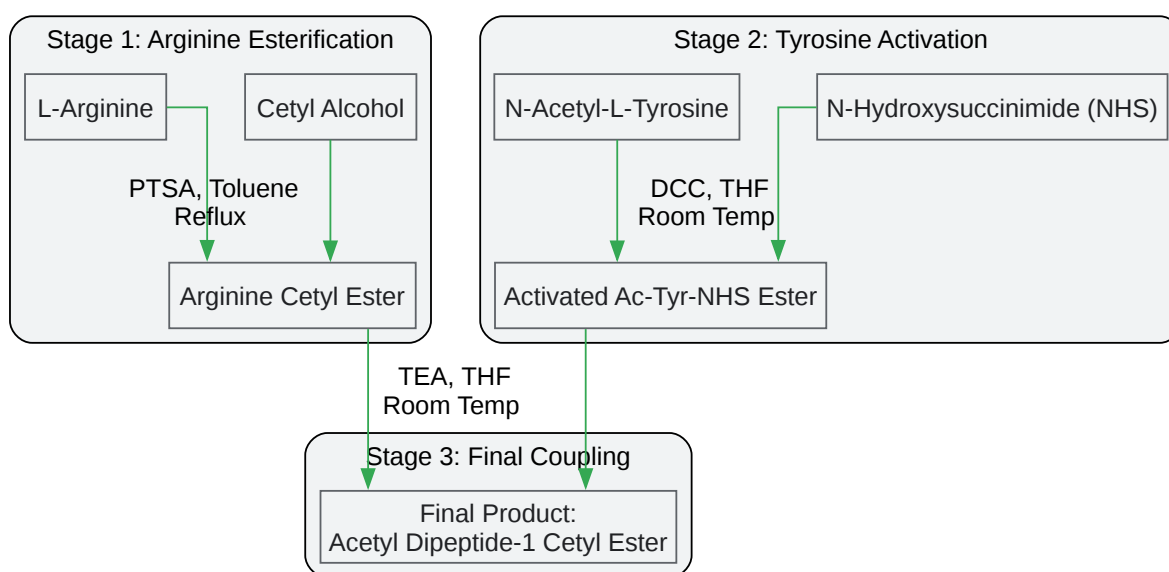 Stage 1: Arginine Esterification
L-Arginine
Cetyl Alcohol
PTSA, Toluene
Reflux
Arginine Cetyl Ester
Stage 2: Tyrosine Activation
N-Acetyl-L-Tyrosine
N-Hydroxysuccinimide (NHS)
DCC, THF
Room Temp
Activated Ac-Tyr-NHS Ester
TEA, THF
Room Temp
Stage 3: Final Coupling
Final Product:
Acetyl Dipeptide-1 Cetyl Ester